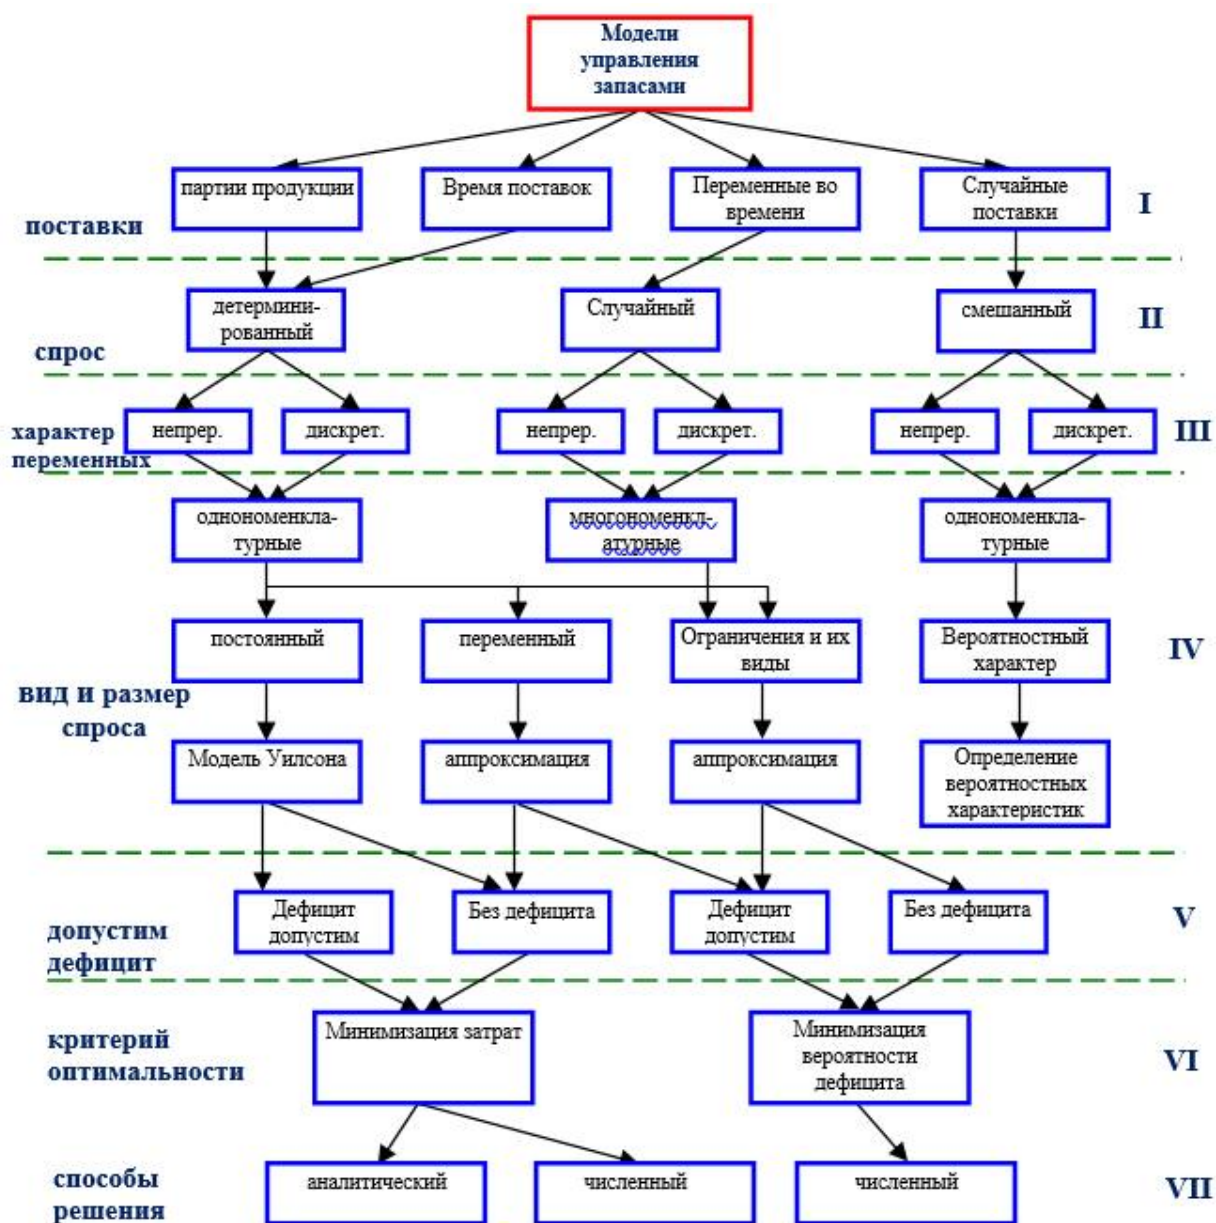 Модели
управления
запасами
партии продукции
Время поставок
Переменные во
времени
Случайные
поставки
I
поставки
детермини-
рованный
Случайный
смешанный
II
спрос
характер
переменных
непрер.
дискрет.
непрер.
дискрет.
непрер.
дискрет.
III
однономенкла-
турные
многономенкл-
атурные
однономенкла-
турные
постоянный
переменный
Ограничения и их
виды
Вероятностный
характер
IV
вид и размер
спроса
Модель Уилсона
аппроксимация
аппроксимация
Определение
вероятностных
характеристик
допустим
дефицит
Дефицит
допустим
Без дефицита
Дефицит
допустим
Без дефицита
V
критерий
оптимальности
Минимизация затрат
Минимизация
вероятности
дефицита
VI
способы
решения
аналитический
численный
численный
VII